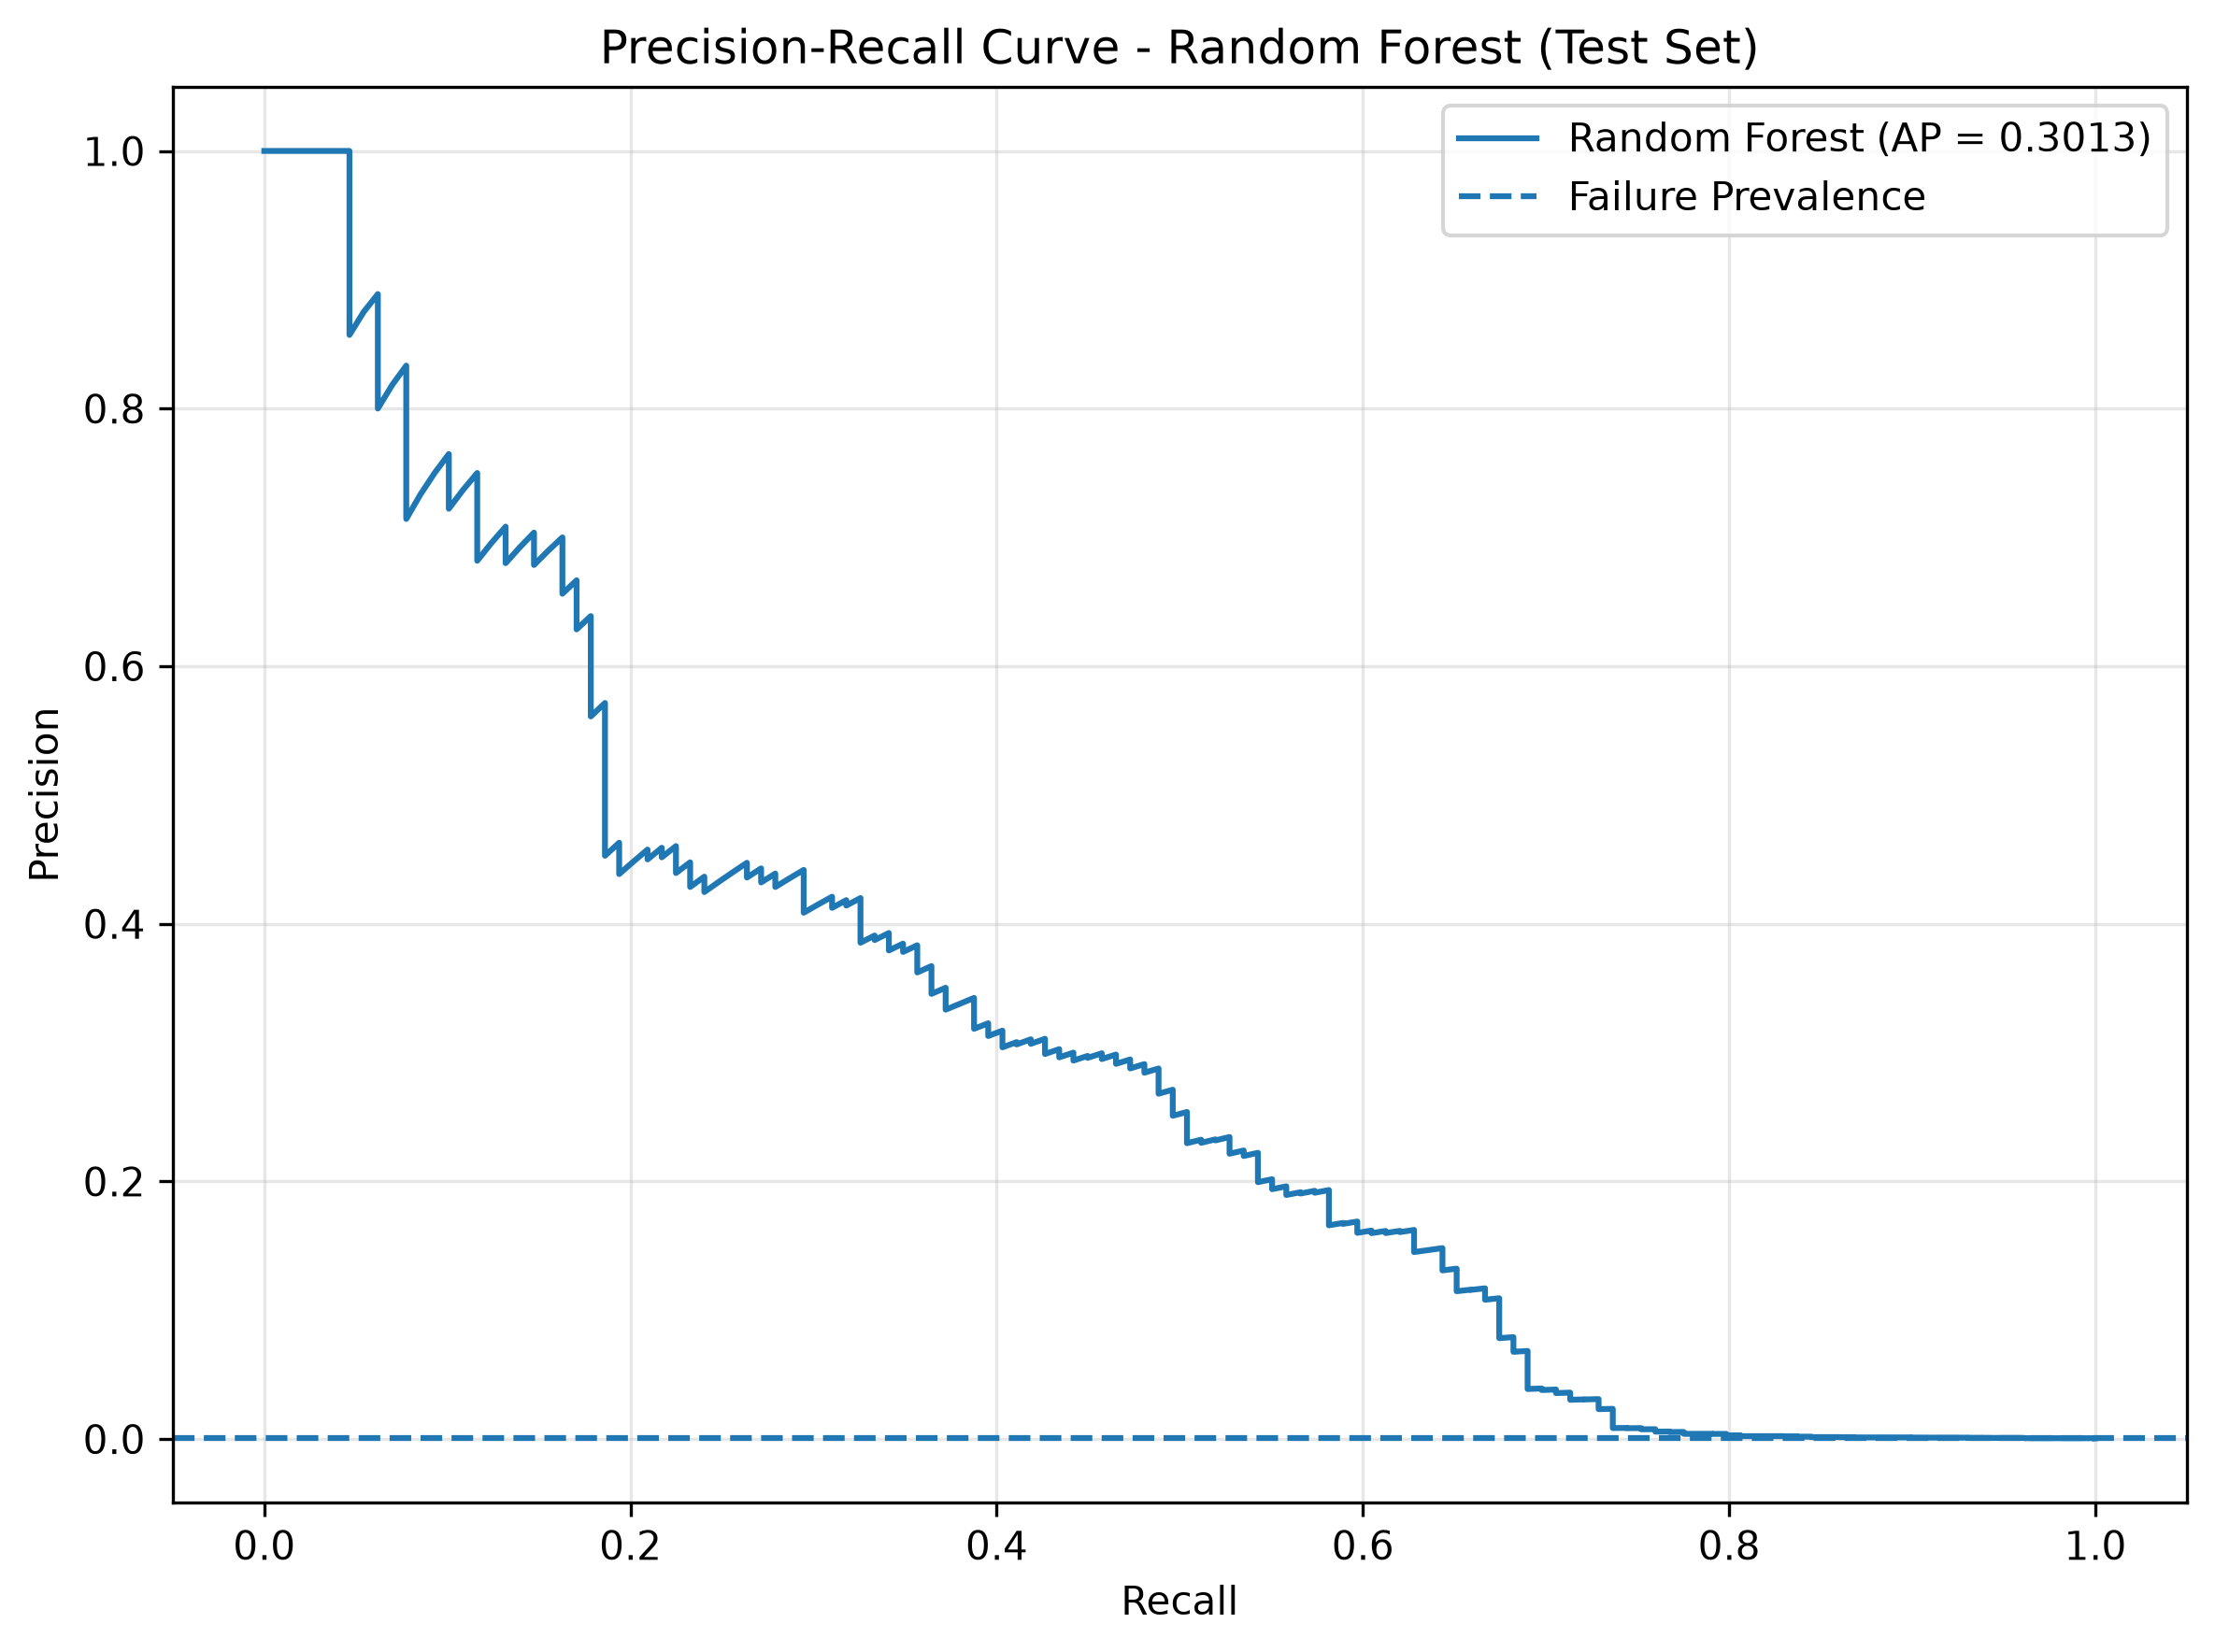 Precision-Recall Curve - Random Forest (Test Set)
Random Forest (AP = 0.3013)
Failure Prevalence
1.0
0.8
0.6
0.4
0.2
0.0
Precision
0.0 0.2 0.4 0.6 0.8 1.0
Recall